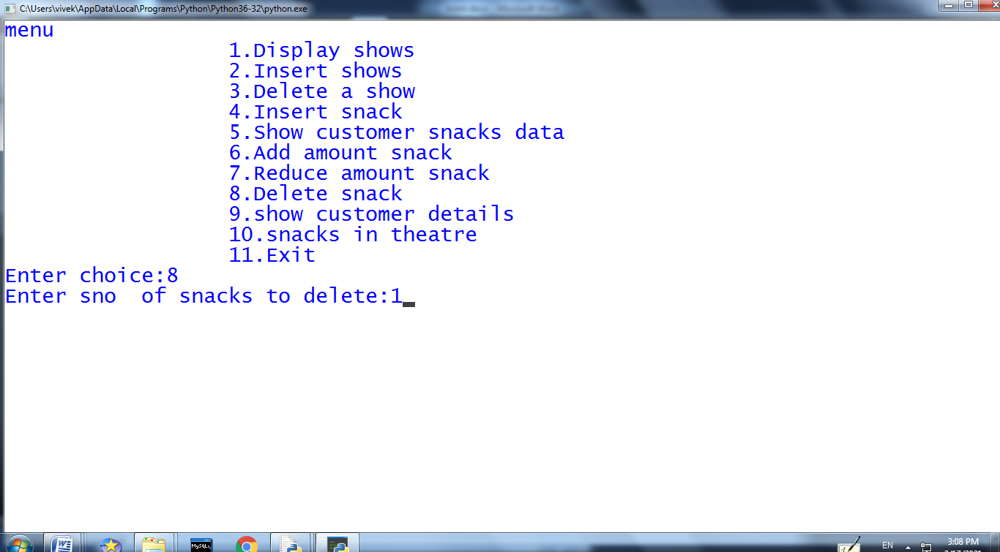 C:\Users\vivek\AppData\Local\Programs\Python\Python36-32\python.exe
menu
1.Display shows
2.Insert shows
3.Delete a show
4.Insert snack
5.Show customer snacks data
6.Add amount snack
7.Reduce amount snack
8.Delete snack
9.show customer details
10.snacks in theatre
11.Exit
Enter choice:8
Enter sno  of snacks to delete:1
EN
3:08 PM